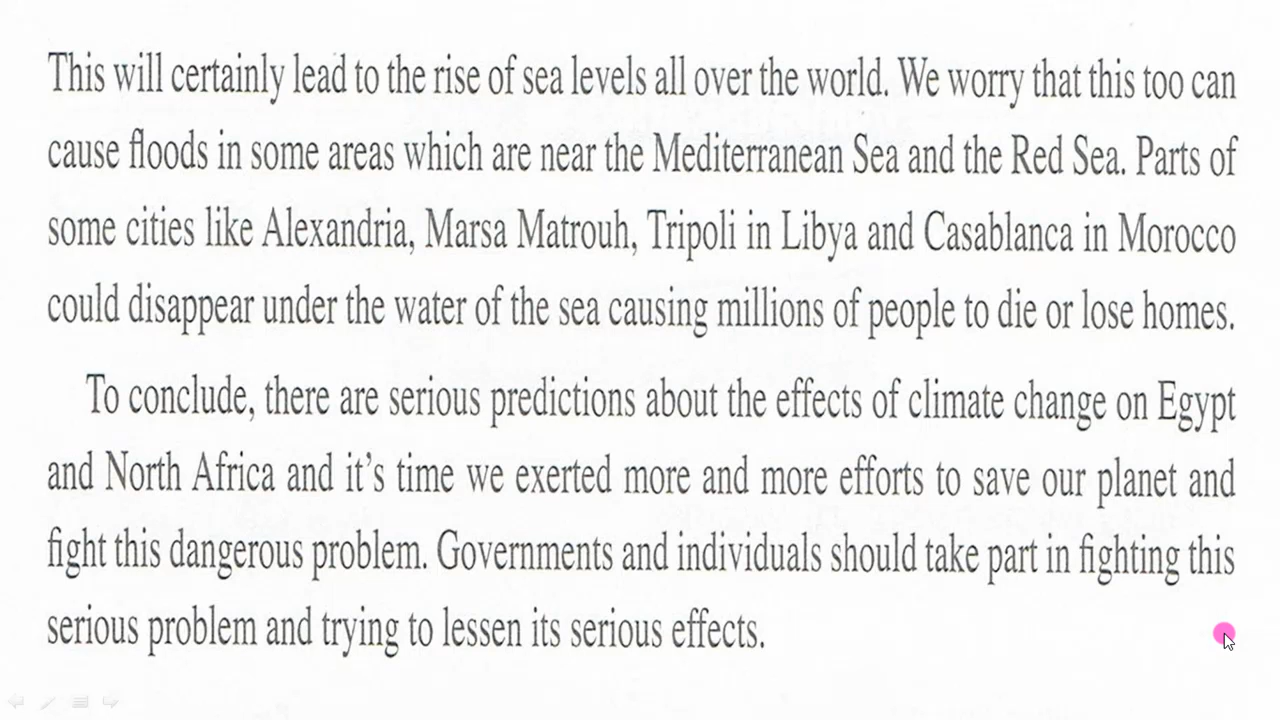 This will certainly lead to the rise of sea levels all over the world. We worry that this too can
cause floods in some areas which are near the Mediterranean Sea and the Red Sea. Parts of
some cities like Alexandria, Marsa Matrouh, Tripoli in Libya and Casablanca in Morocco
could disappear under the water of the sea causing millions of people to die or lose homes.
To conclude, there are serious predictions about the effects of climate change on Egypt
and North Africa and it's time we exerted more and more efforts to save our planet and
fight this dangerous problem. Governments and individuals should take part in fighting this
serious problem and trying to lessen its serious effects.